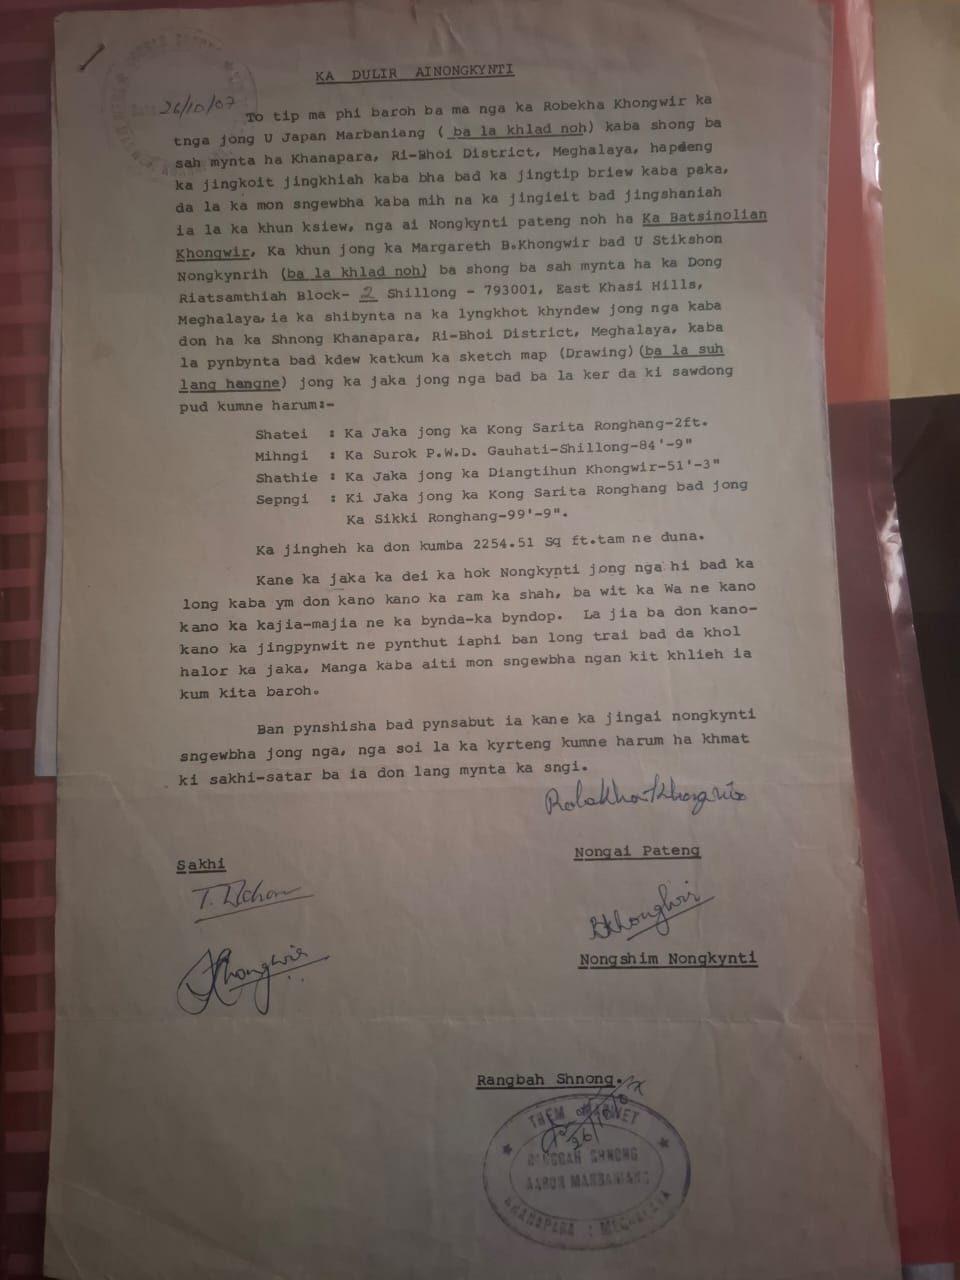 KA DULIR AINONGKYNTI
26/10/07
To tip ma phi baroh ba ma nga ka Robekha Khongwir ka
tnga jong U Japan Marbaniang ( ba la khlad noh) kaba shong ba
sah mynta ha Khanapara, Ri-Bhoi District, Meghalaya, hapdeng
ka jingkoit jingkhiah kaba bha bad ka jingtip briew kaba paka,
da la ka mon sngewbha kaba mih na ka jingieit bad jingshaniah
ia la ka khun ksiew, nga ai Nongkynti pateng noh ha Ka Batsinolian
Khongwir, Ka khun jong ka Margareth B.Khongwir bad U Stikshon
Nongkynrih (ba la khlad noh) ba shong ba sah mynta ha ka Dong
Riatsamthiah Block- 2 Shillong - 793001, East Khasi Hills,
Meghalaya, ia ka shibynta na ka lyngkhot khyndew jong nga kaba
don ha ka Shnong Khanapara, Ri-Bhoi District, Meghalaya, kaba
la pynbynta bad kdew katkum ka sketch map (Drawing) (ba la suh
lang hangne) jong ka jaka jong nga bad ba la ker da ki sawdong
pud kumne harum:-
Shatei : Ka Jaka jong ka Kong Sarita Ronghang-2ft.
Mihngi : Ka Surok P.W.D. Gauhati-Shillong-84'-9"
Shathie : Ka Jaka jong ka Diangtihun Khongwir-51'-3"
Sepngi : Ki Jaka jong ka Kong Sarita Ronghang bad jong
Ka Sikki Ronghang-99'-9".
Ka jingheh ka don kumba 2254.51 Sq ft.tam ne duna.
Kane ka jaka ka dei ka hok Nongkynti jong nga hi bad ka
long kaba ym don kano kano ka ram ka shah, ba wit ka Wa ne kano
kano ka kajia-majia ne ka bynda-ka byndop. La jia ba don kano-
kano ka jingpynwit ne pynthut iaphi ban long trai bad da khol
halor ka jaka, Manga kaba aiti mon sngewbha ngan kit khlieh ia
kum kita baroh.
Ban pynshisha bad pynsabut ia kane ka jingai nongkynti
sngewbha jong nga, nga soi la ka kyrteng kumne harum ha khmat
ki sakhi-satar ba ia don lang mynta ka sngi.
Nongai Pateng
Sakhi
BKhongwir
Nongshim Nongkynti
Khongwir
Rangbah Shnong.
26/10/07
THEM MARWET
RANGBAH SHNONG
AARON MARBANIANG
KHANAPARA : MEGHALAYA